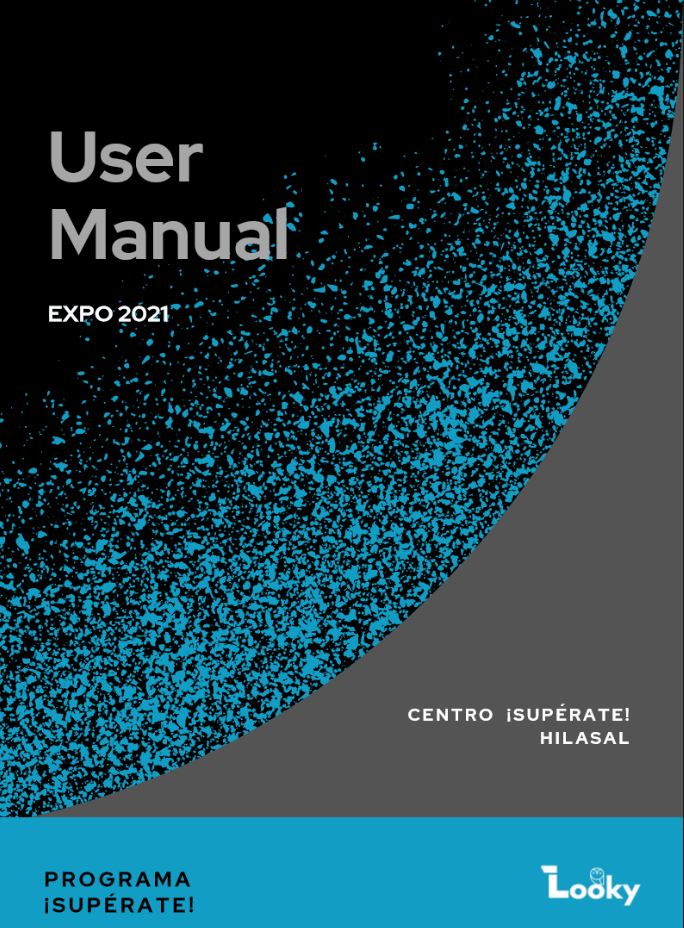 User
Manual
EXPO 2021
CENTRO ¡SUPÉRATE!
HILASAL
PROGRAMA
¡SUPÉRATE!
Looky